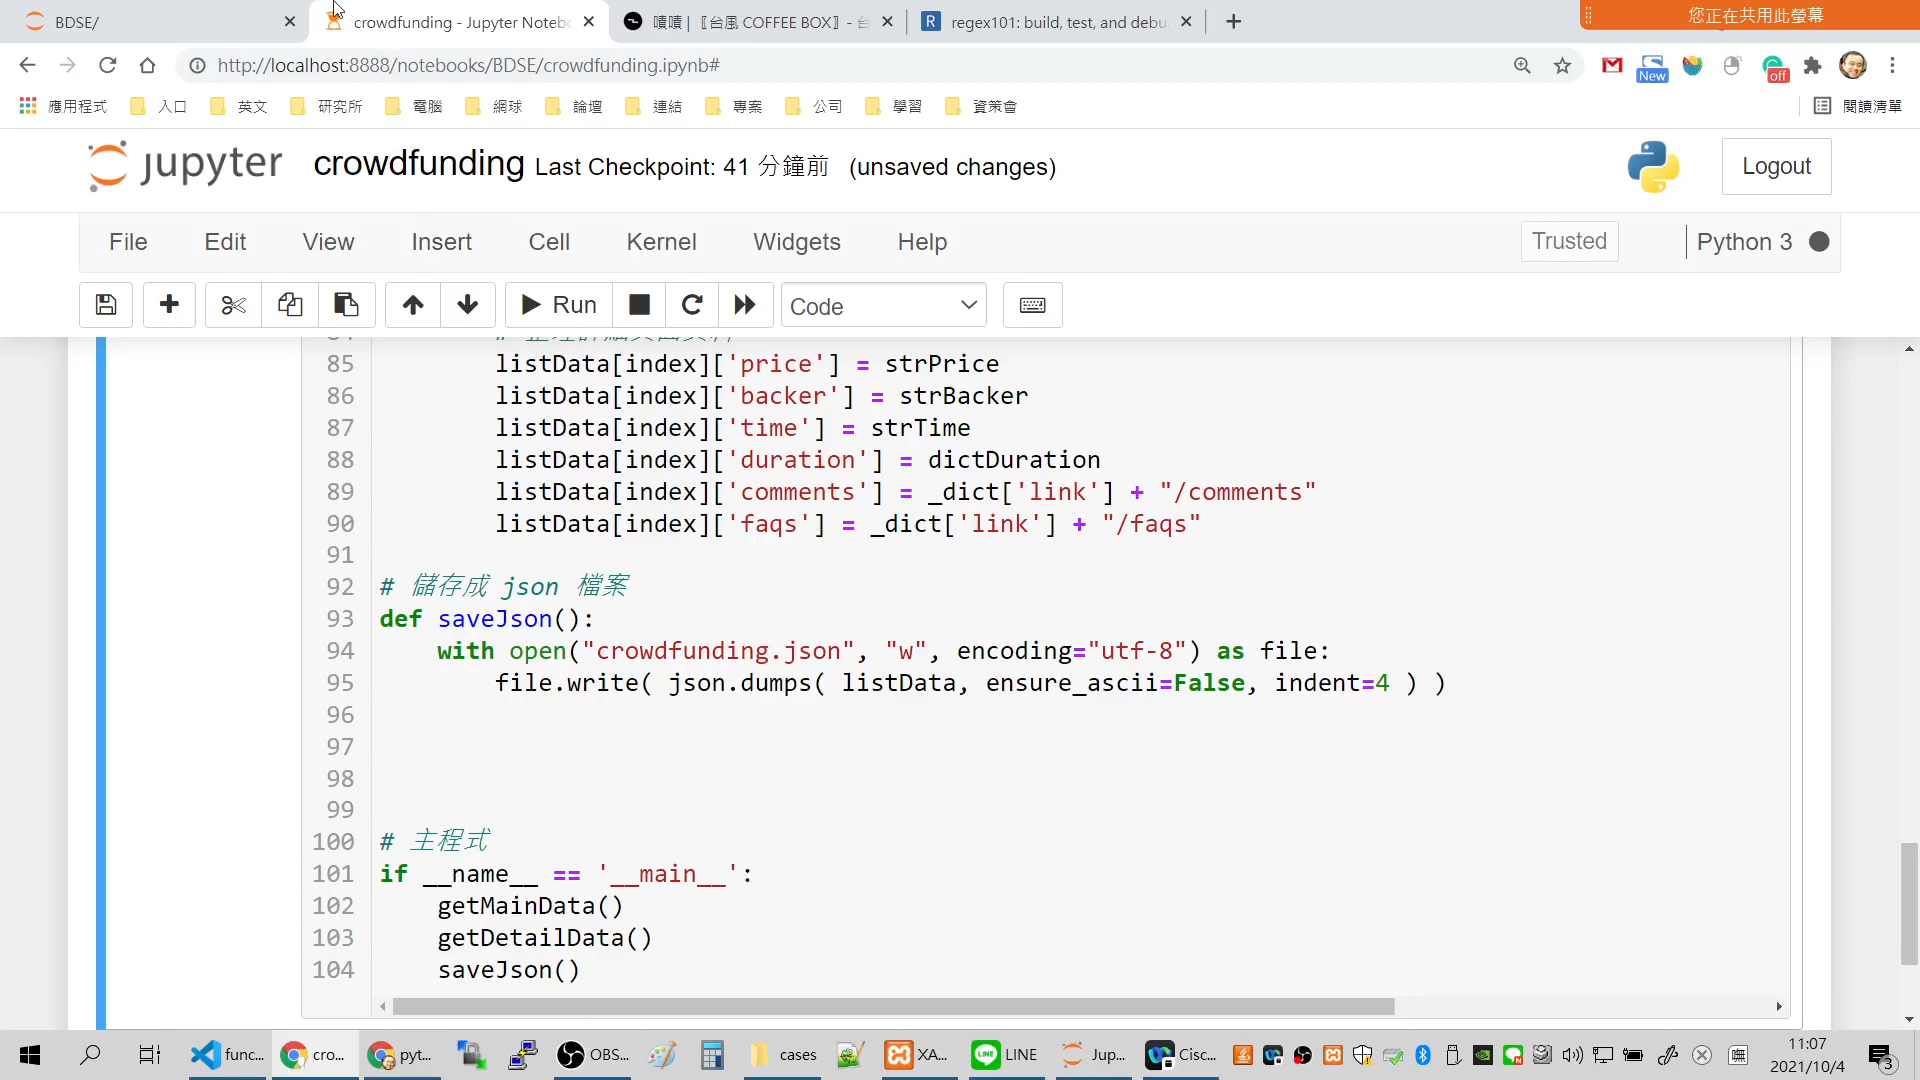 BDSE/
crowdfunding - Jupyter Notebo
嘖嘖 | 〖台風 COFFEE BOX〗- 台
regex101: build, test, and debu
您正在共用此螢幕
http://localhost:8888/notebooks/BDSE/crowdfunding.ipynb#
New
off
應用程式
入口
英文
研究所
電腦
網球
論壇
連結
專案
公司
學習
資策會
閱讀清單
jupyter
crowdfunding Last Checkpoint: 41 分鐘前 (unsaved changes)
Logout
File Edit View Insert Cell Kernel Widgets Help
Trusted
Python 3
Run
Code
85 listData[index]['price'] = strPrice
86 listData[index]['backer'] = strBacker
87 listData[index]['time'] = strTime
88 listData[index]['duration'] = dictDuration
89 listData[index]['comments'] = _dict['link'] + "/comments"
90 listData[index]['faqs'] = _dict['link'] + "/faqs"
91
92 # 儲存成 json 檔案
93 def saveJson():
94 with open("crowdfunding.json", "w", encoding="utf-8") as file:
95 file.write( json.dumps( listData, ensure_ascii=False, indent=4 ) )
96
97
98
99
100 # 主程式
101 if __name__ == '__main__':
102 getMainData()
103 getDetailData()
104 saveJson()
func...
cro...
pyt...
OBS...
cases
XA...
LINE
Jup...
Cisc...
11:07
2021/10/4
3